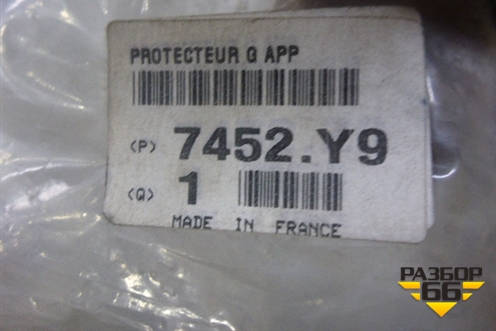 PROTECTEUR G APP
(P) 7452.Y9
(Q) 1
MADE IN FRANCE
РАЗБОР
66